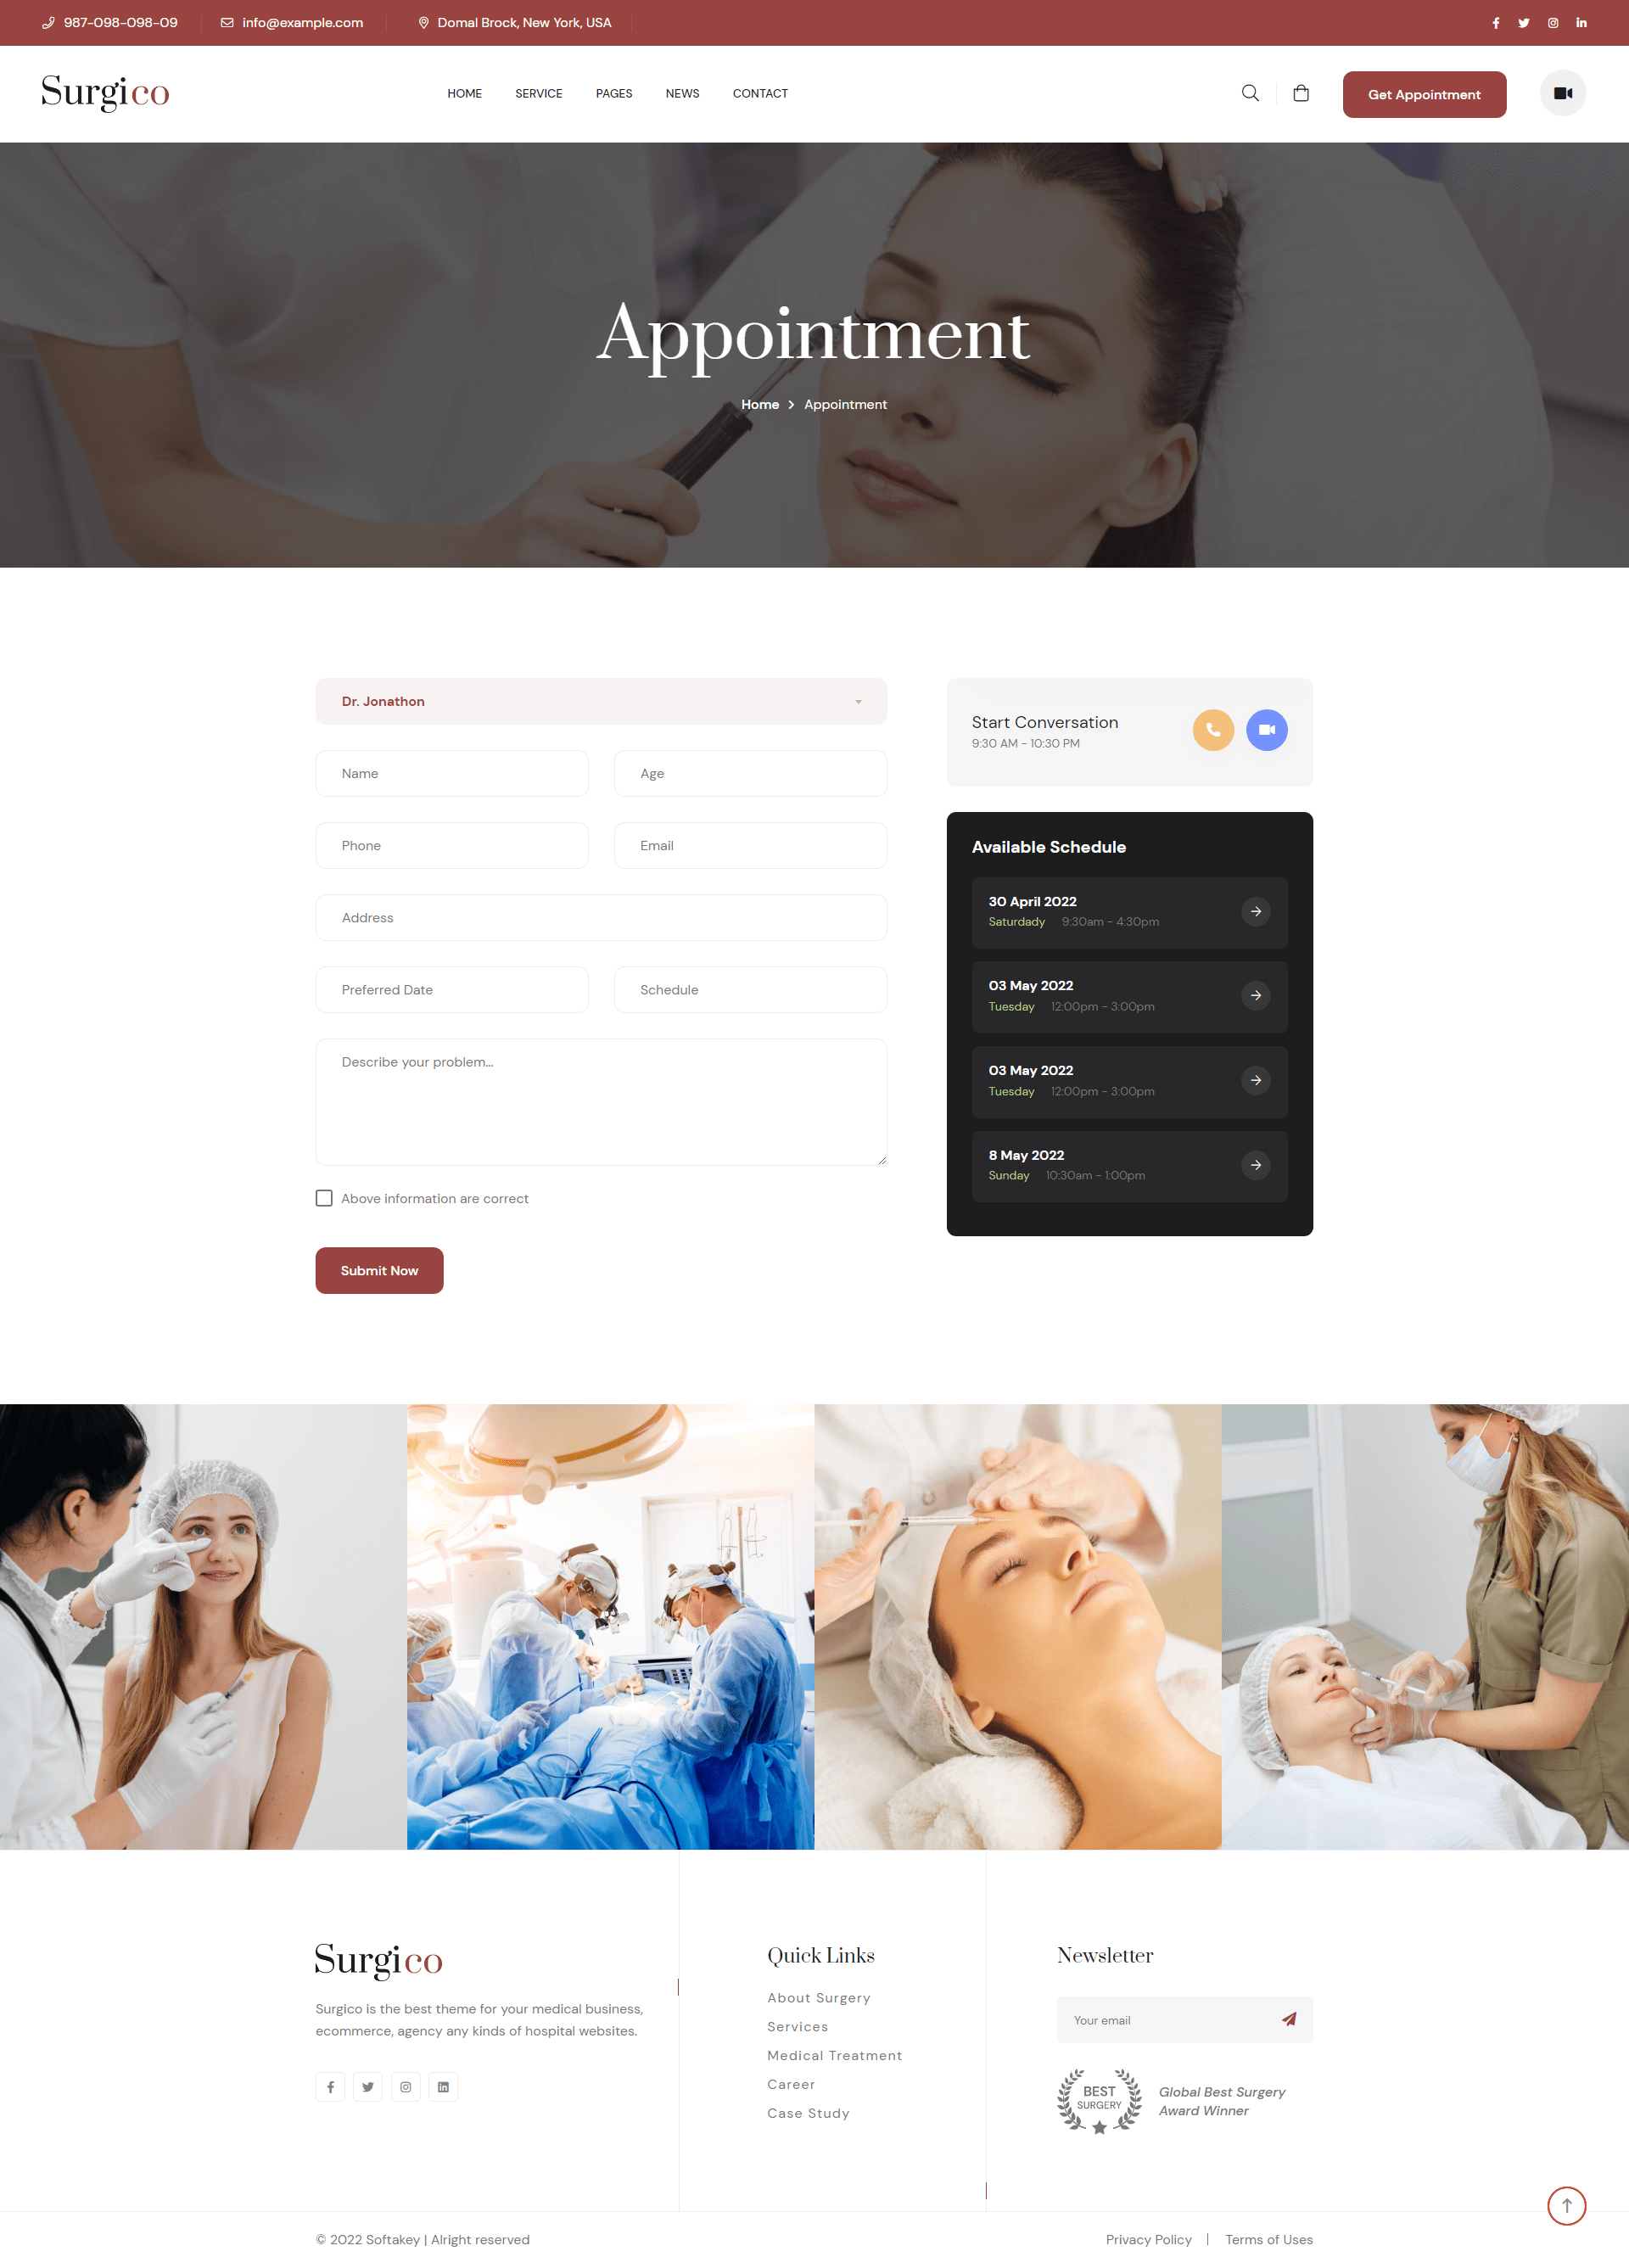 987-098-098-09
info@example.com
Domal Brock, New York, USA
Surgico
HOME
SERVICE
PAGES
NEWS
CONTACT
Get Appointment
Appointment
Home
Appointment
Dr. Jonathon
Name
Age
Phone
Email
Address
Preferred Date
Schedule
Describe your problem...
Above information are correct
Submit Now
Start Conversation
9:30 AM - 10:30 PM
Available Schedule
30 April 2022
Saturdady 9:30am - 4:30pm
03 May 2022
Tuesday 12:00pm - 3:00pm
03 May 2022
Tuesday 12:00pm - 3:00pm
8 May 2022
Sunday 10:30am - 1:00pm
Surgico
Surgico is the best theme for your medical business,
ecommerce, agency any kinds of hospital websites.
Quick Links
About Surgery
Services
Medical Treatment
Career
Case Study
Newsletter
Your email
BEST
SURGERY
Global Best Surgery
Award Winner
© 2022 Softakey | Alright reserved
Privacy Policy | Terms of Uses